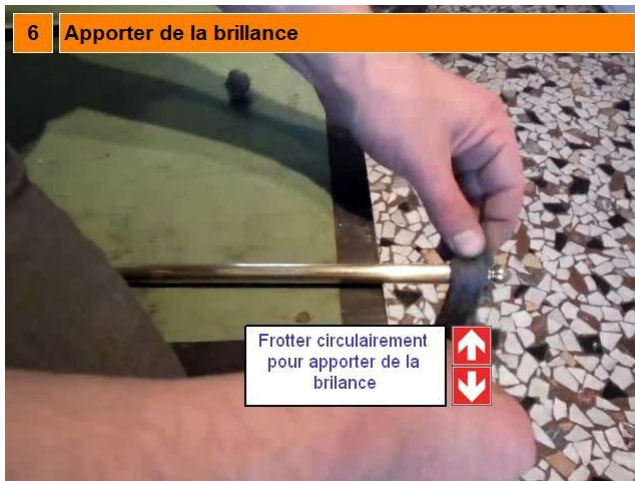 6 Apporter de la brillance
Frotter circulairement
pour apporter de la
brilance